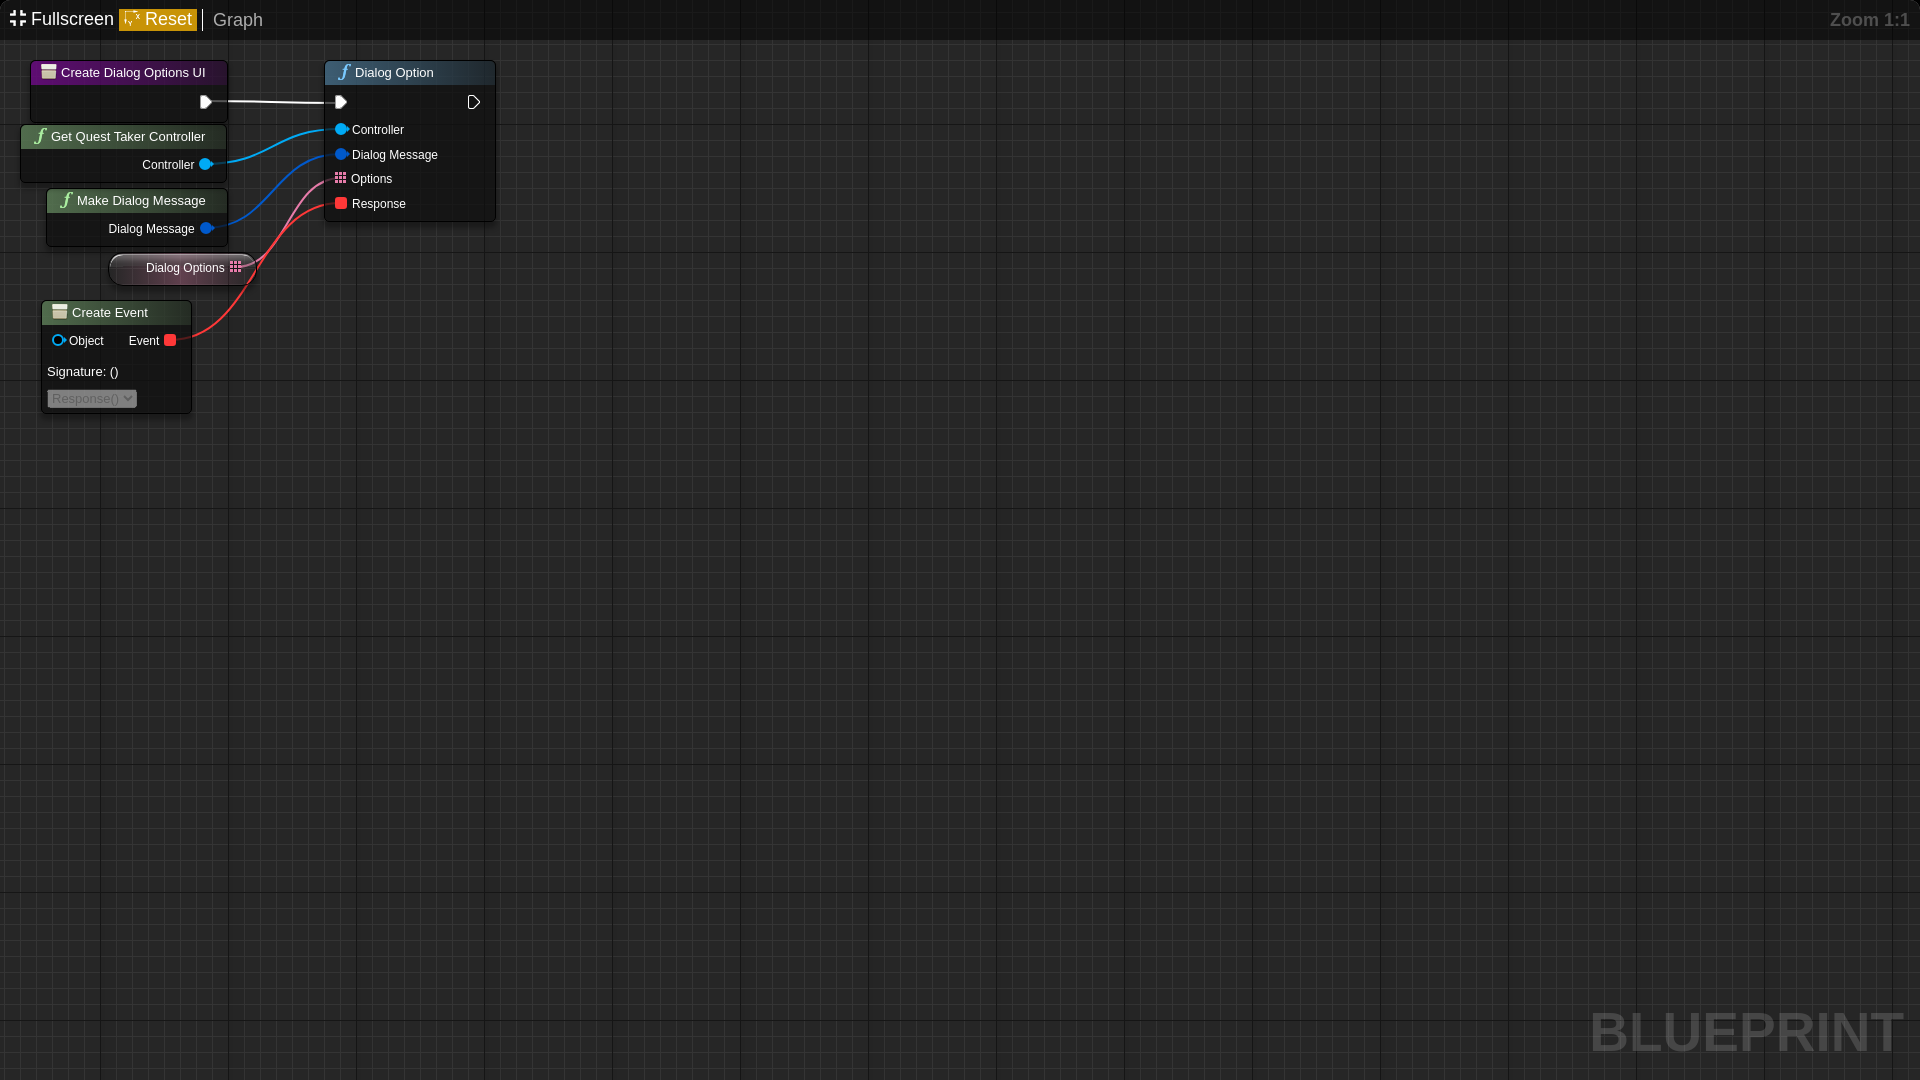 Fullscreen Reset Graph Zoom 1:1
Create Dialog Options UI
Get Quest Taker Controller
Controller
Make Dialog Message
Dialog Message
Dialog Options
Create Event
Object Event
Signature: ()
Response()
Dialog Option
Controller
Dialog Message
Options
Response
BLUEPRINT